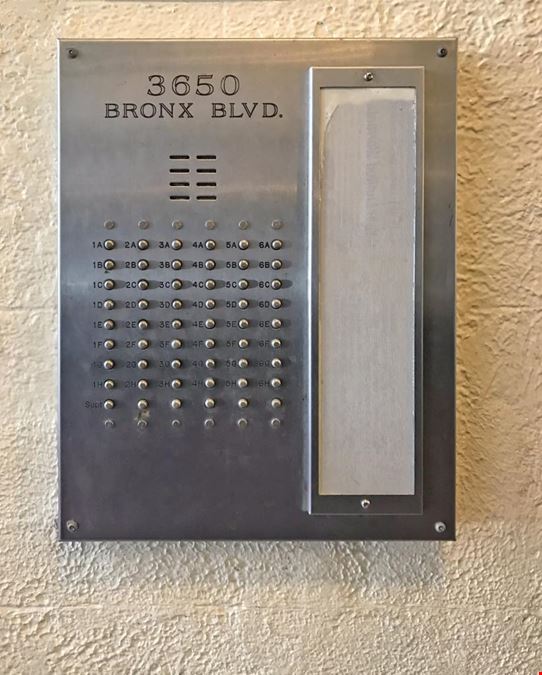 3650
BRONX BLVD.
1A 2A 3A 4A 5A 6A
1B 2B 3B 4B 5B 6B
1C 2C 3C 4C 5C 6C
1D 2D 3D 4D 5D 6D
1E 2E 3E 4E 5E 6E
1F 2F 3F 4F 5F 6F
1G 2G 3G 4G 5G 6G
1H 2H 3H 4H 5H 6H
Supt